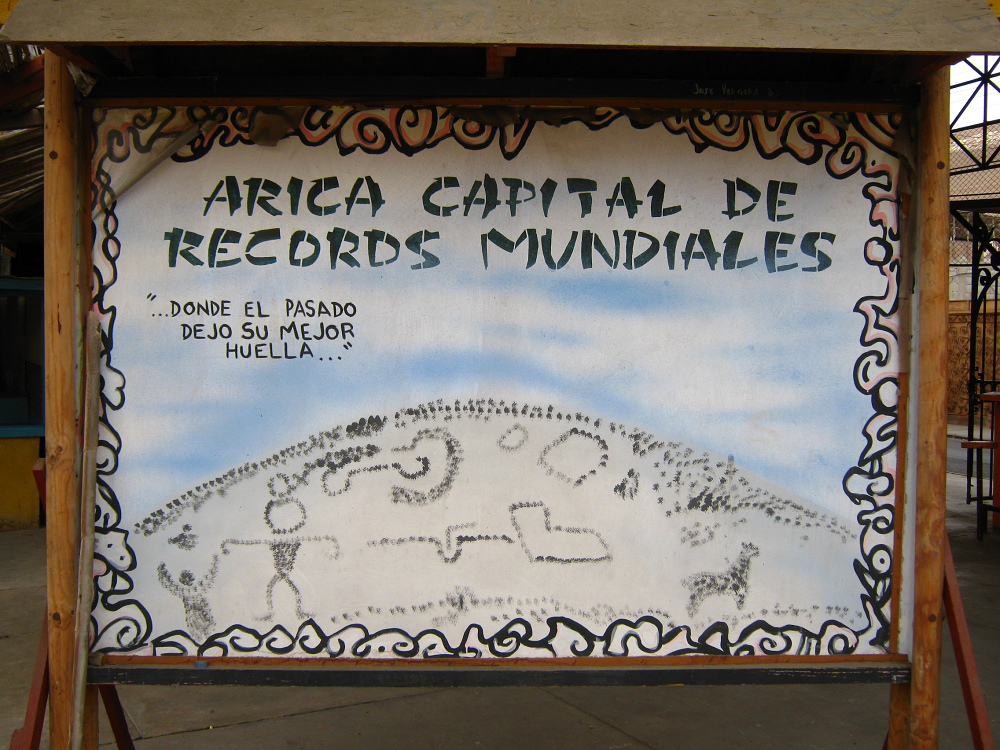 ARICA CAPITAL DE
RECORDS MUNDIALES
"...DONDE EL PASADO
DEJO SU MEJOR
HUELLA..."